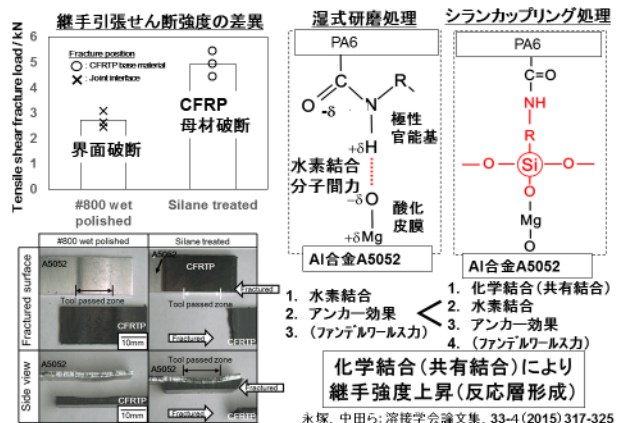 継手引張せん断強度の差異
Tensile shear fracture load/kN
6
5
4
3
2
1
0
Fracture position
○ : CFRTP base material
× : Joint interface
CFRP
母材破断
界面破断
#800 wet
polished
Silane treated
#800 wet polished
Silane treated
Fractured surface
A5052
Tool passed zone
CFRTP
10mm
A5052
CFRTP
Fractured
Tool passed zone
Fractured
CFRTP
Side view
A5052
CFRTP
10mm
Tool passed zone
A5052
Fractured
Fractured
CFRTP
湿式研磨処理
PA6
C
O
-δ
N
R
極性
官能基
+δH
水素結合
分子間力
-δO
酸化
皮膜
+δMg
Al合金A5052
1. 水素結合
2. アンカー効果
3. (ファンデルワールス力)
シランカップリング処理
PA6
C=O
NH
R
—O—Si—O—
O
Mg
O
Al合金A5052
1. 化学結合(共有結合)
2. 水素結合
3. アンカー効果
4. (ファンデルワールス力)
化学結合(共有結合)により
継手強度上昇(反応層形成)
永塚、中田ら: 溶接学会論文集, 33-4(2015)317-325